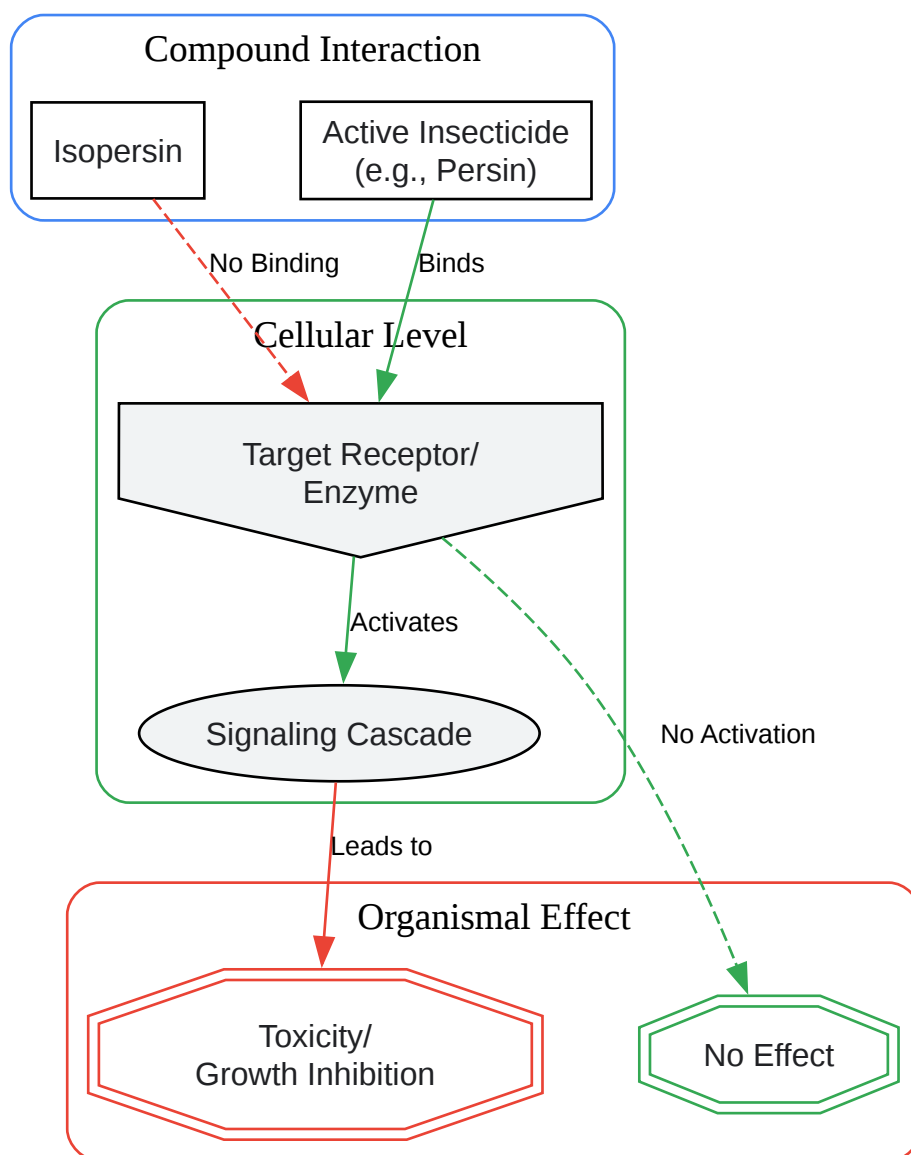 Compound Interaction
Isopersin
Active Insecticide
(e.g., Persin)
No Binding
Binds
Cellular Level
Target Receptor/
Enzyme
Activates
Signaling Cascade
No Activation
Leads to
Organismal Effect
Toxicity/
Growth Inhibition
No Effect